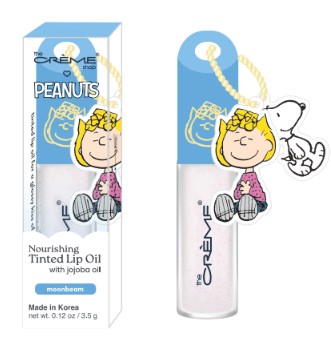 the
CRÈME
shop
PEANUTS
Nourishing
Tinted Lip Oil
with jojoba oil
moonbeam
Made in Korea
net wt. 0.12 oz / 3.5 g
the
CRÈME